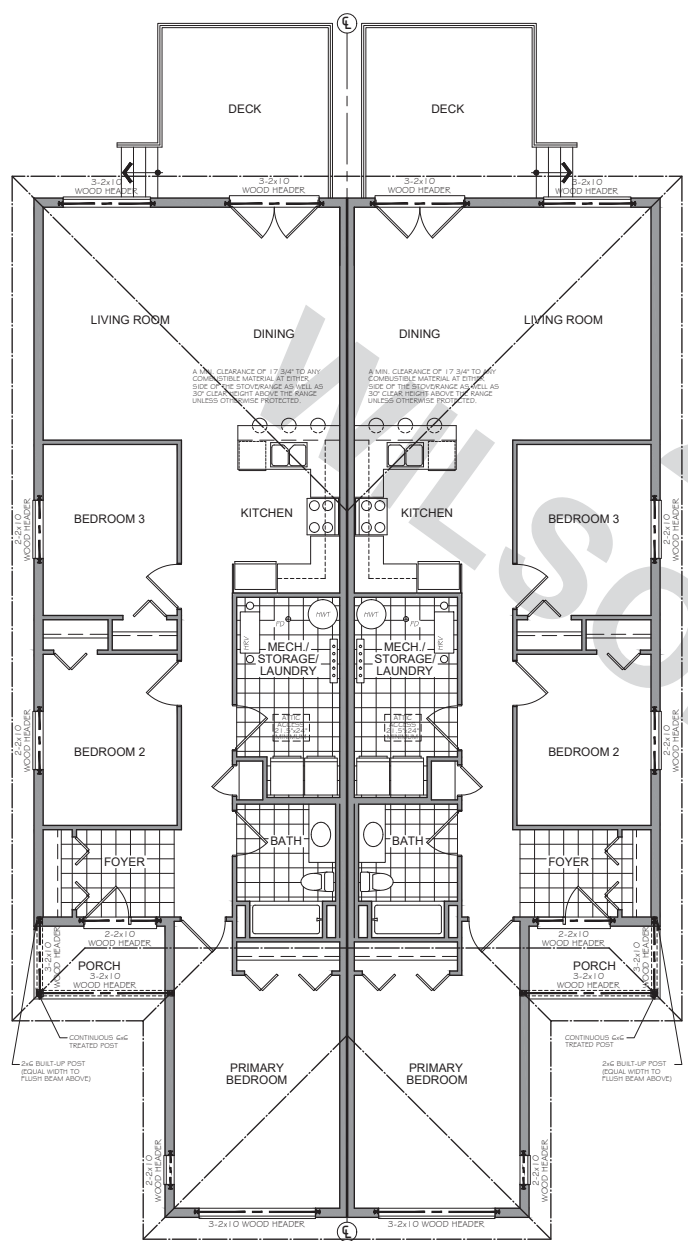 ℄
DECK
DECK
3-2x10
WOOD HEADER
3-2x10
WOOD HEADER
3-2x10
WOOD HEADER
3-2x10
WOOD HEADER
LIVING ROOM
DINING
DINING
LIVING ROOM
A MIN. CLEARANCE OF 17 3/4" TO ANY
COMBUSTIBLE MATERIAL AT EITHER
SIDE OF THE STOVE/RANGE AS WELL AS
30" CLEAR HEIGHT ABOVE THE RANGE
UNLESS OTHERWISE PROTECTED.
A MIN. CLEARANCE OF 17 3/4" TO ANY
COMBUSTIBLE MATERIAL AT EITHER
SIDE OF THE STOVE/RANGE AS WELL AS
30" CLEAR HEIGHT ABOVE THE RANGE
UNLESS OTHERWISE PROTECTED.
2-2x10
WOOD HEADER
BEDROOM 3
KITCHEN
KITCHEN
BEDROOM 3
2-2x10
WOOD HEADER
FD
HWT
HWT
FD
HRV
HRV
MECH./
STORAGE/
LAUNDRY
MECH./
STORAGE/
LAUNDRY
2-2x10
WOOD HEADER
BEDROOM 2
ATTIC
ACCESS
21.5"x24"
MINIMUM
ATTIC
ACCESS
21.5"x24"
MINIMUM
BEDROOM 2
2-2x10
WOOD HEADER
FOYER
BATH
BATH
FOYER
2-2x10
WOOD HEADER
2-2x10
WOOD HEADER
3-2x10
WOOD HEADER
PORCH
3-2x10
WOOD HEADER
PORCH
3-2x10
WOOD HEADER
3-2x10
WOOD HEADER
CONTINUOUS 6x6
TREATED POST
CONTINUOUS 6x6
TREATED POST
2x6 BUILT-UP POST
(EQUAL WIDTH TO
FLUSH BEAM ABOVE)
2x6 BUILT-UP POST
(EQUAL WIDTH TO
FLUSH BEAM ABOVE)
PRIMARY
BEDROOM
PRIMARY
BEDROOM
2-2x10
WOOD HEADER
2-2x10
WOOD HEADER
3-2x10 WOOD HEADER
3-2x10 WOOD HEADER
℄